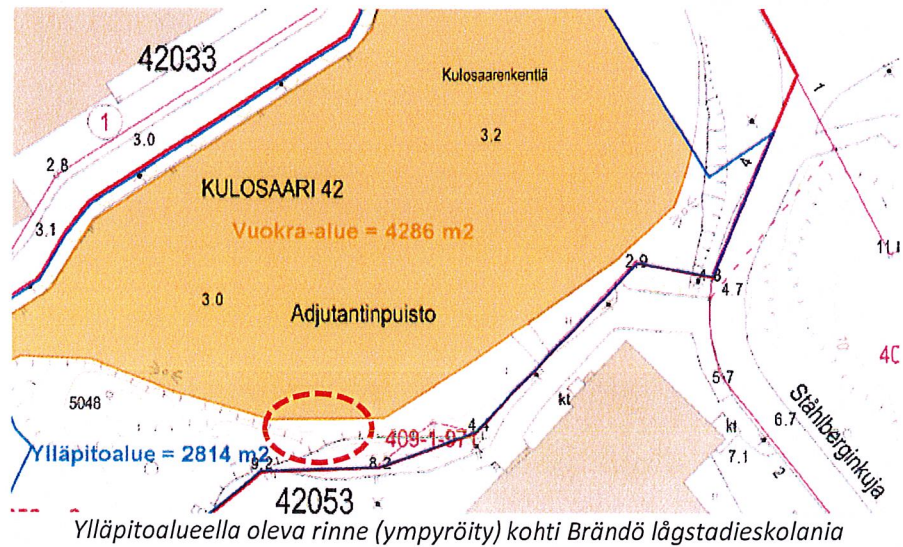 42033
Kulosaarenkenttä
1
1
3.0
3.2
2.8
4
KULOSAARI 42
3.1
Vuokra-alue = 4286 m2
2.9
4.8
4.7
3.0
Adjutantinpuisto
40
5.7
Ståhlberginkuja
5048
kt
6.7
4.1
kt
409-1-97
Ylläpitoalue = 2814 m2
9.2
8.2
7.1
2
42053
Ylläpitoalueella oleva rinne (ympyröity) kohti Brändö lågstadieskolania